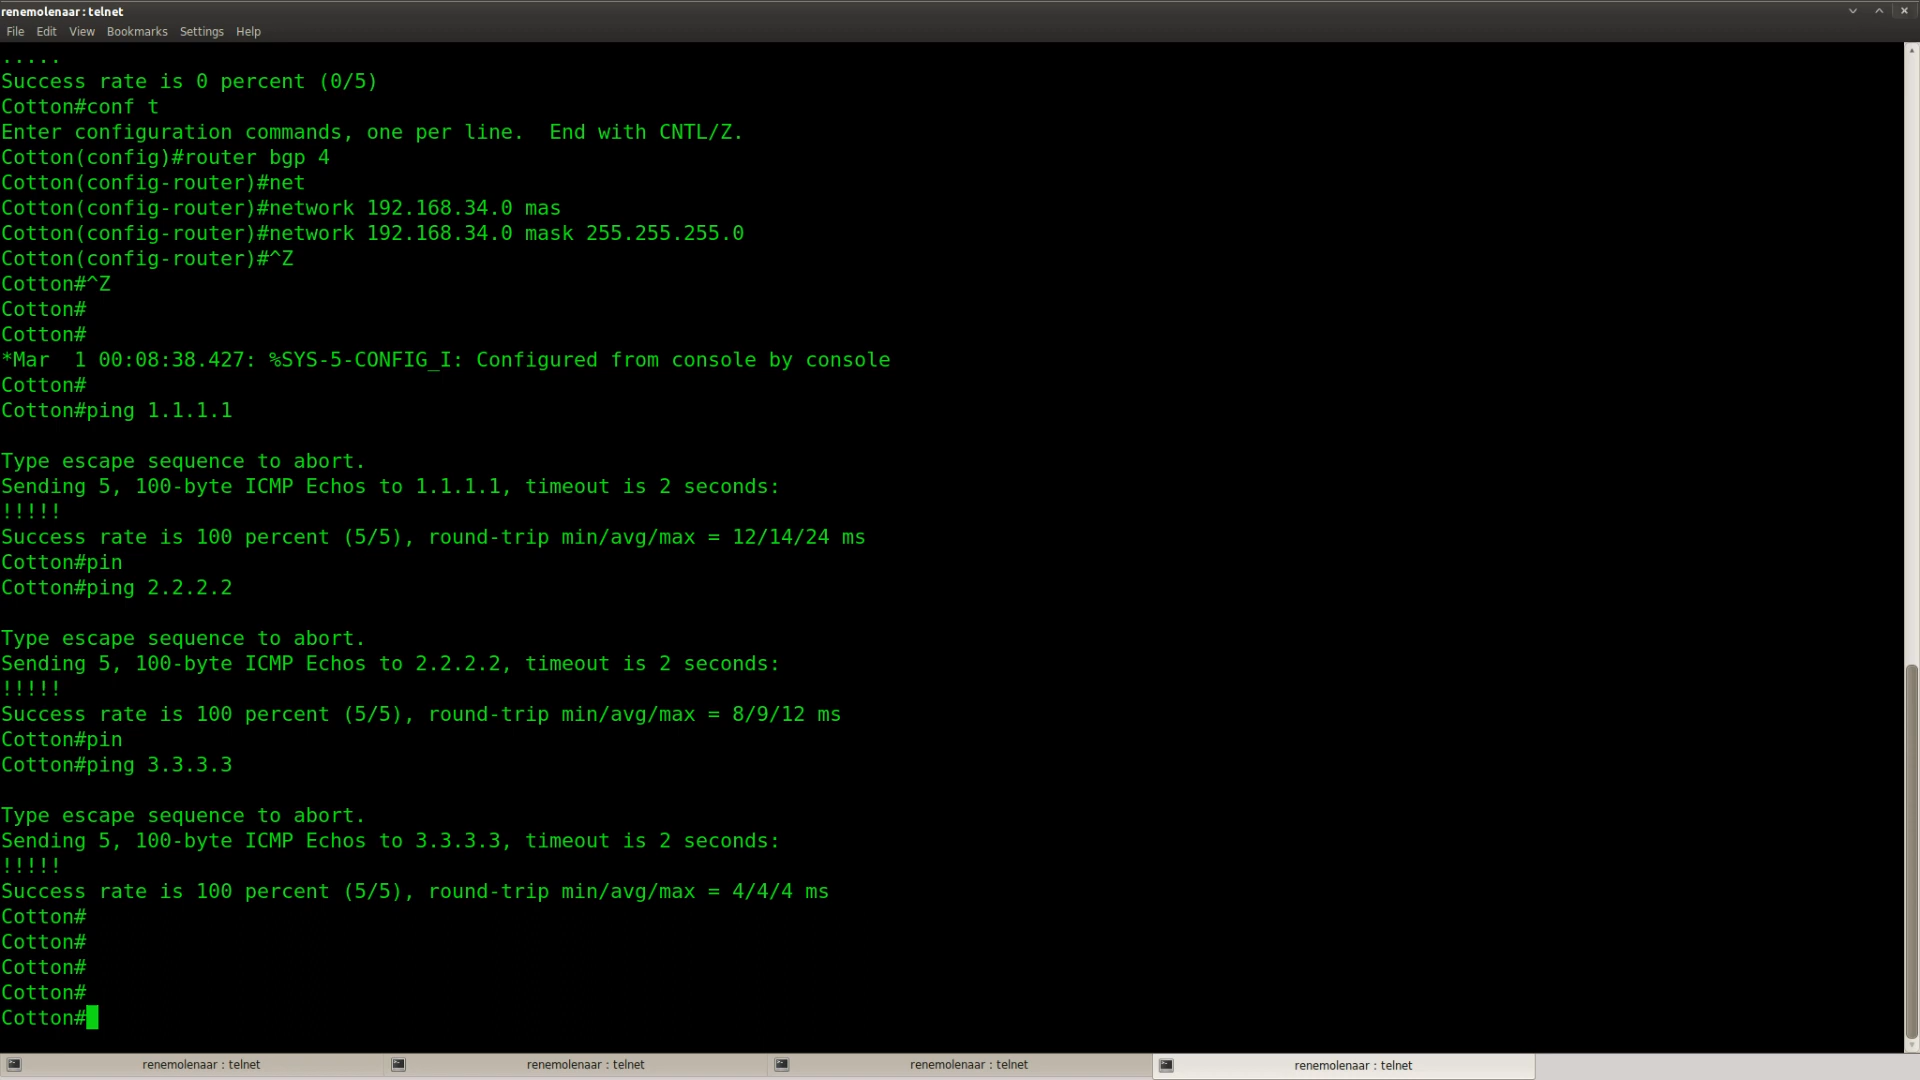 renemolenaar : telnet
File Edit View Bookmarks Settings Help
.....
Success rate is 0 percent (0/5)
Cotton#conf t
Enter configuration commands, one per line.  End with CNTL/Z.
Cotton(config)#router bgp 4
Cotton(config-router)#net
Cotton(config-router)#network 192.168.34.0 mas
Cotton(config-router)#network 192.168.34.0 mask 255.255.255.0
Cotton(config-router)#^Z
Cotton#^Z
Cotton#
Cotton#
*Mar  1 00:08:38.427: %SYS-5-CONFIG_I: Configured from console by console
Cotton#
Cotton#ping 1.1.1.1
Type escape sequence to abort.
Sending 5, 100-byte ICMP Echos to 1.1.1.1, timeout is 2 seconds:
!!!!!
Success rate is 100 percent (5/5), round-trip min/avg/max = 12/14/24 ms
Cotton#pin
Cotton#ping 2.2.2.2
Type escape sequence to abort.
Sending 5, 100-byte ICMP Echos to 2.2.2.2, timeout is 2 seconds:
!!!!!
Success rate is 100 percent (5/5), round-trip min/avg/max = 8/9/12 ms
Cotton#pin
Cotton#ping 3.3.3.3
Type escape sequence to abort.
Sending 5, 100-byte ICMP Echos to 3.3.3.3, timeout is 2 seconds:
!!!!!
Success rate is 100 percent (5/5), round-trip min/avg/max = 4/4/4 ms
Cotton#
Cotton#
Cotton#
Cotton#
Cotton#
renemolenaar : telnet renemolenaar : telnet renemolenaar : telnet renemolenaar : telnet